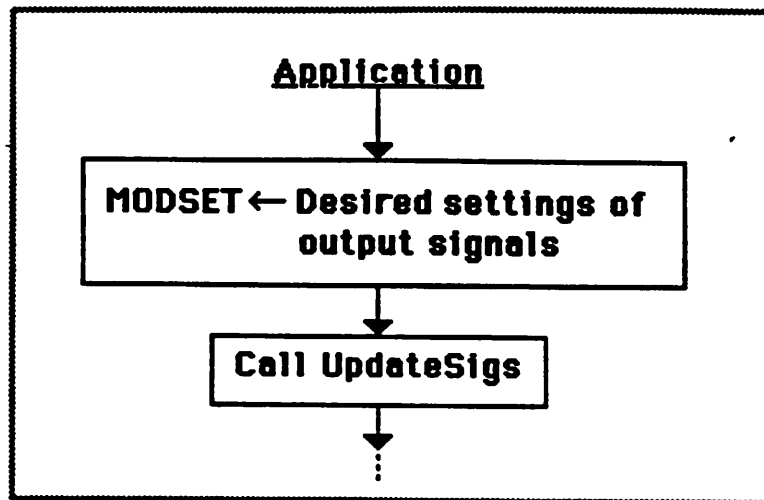 Application
MODSET ← Desired settings of
output signals
Call UpdateSigs